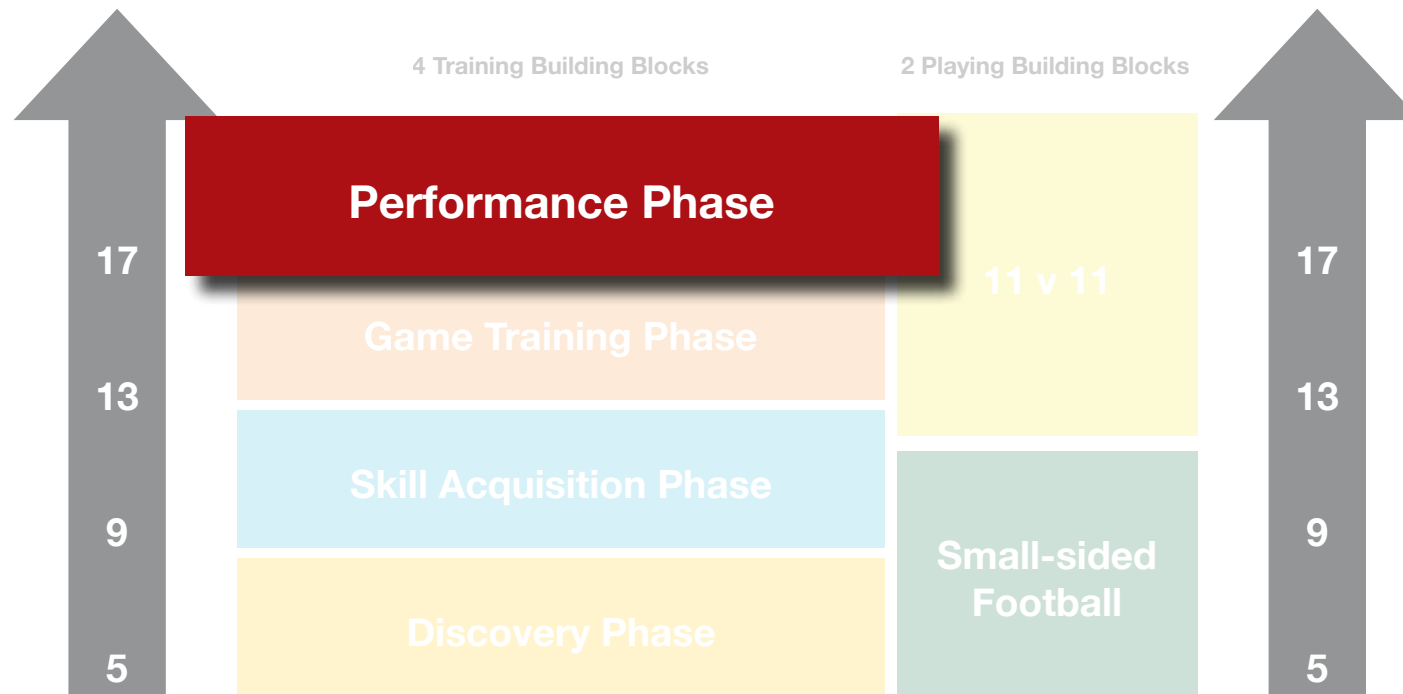 4 Training Building Blocks
2 Playing Building Blocks
Performance Phase
17
11 v 11
17
Game Training Phase
13
13
Skill Acquisition Phase
9
9
Small-sided
Football
Discovery Phase
5
5